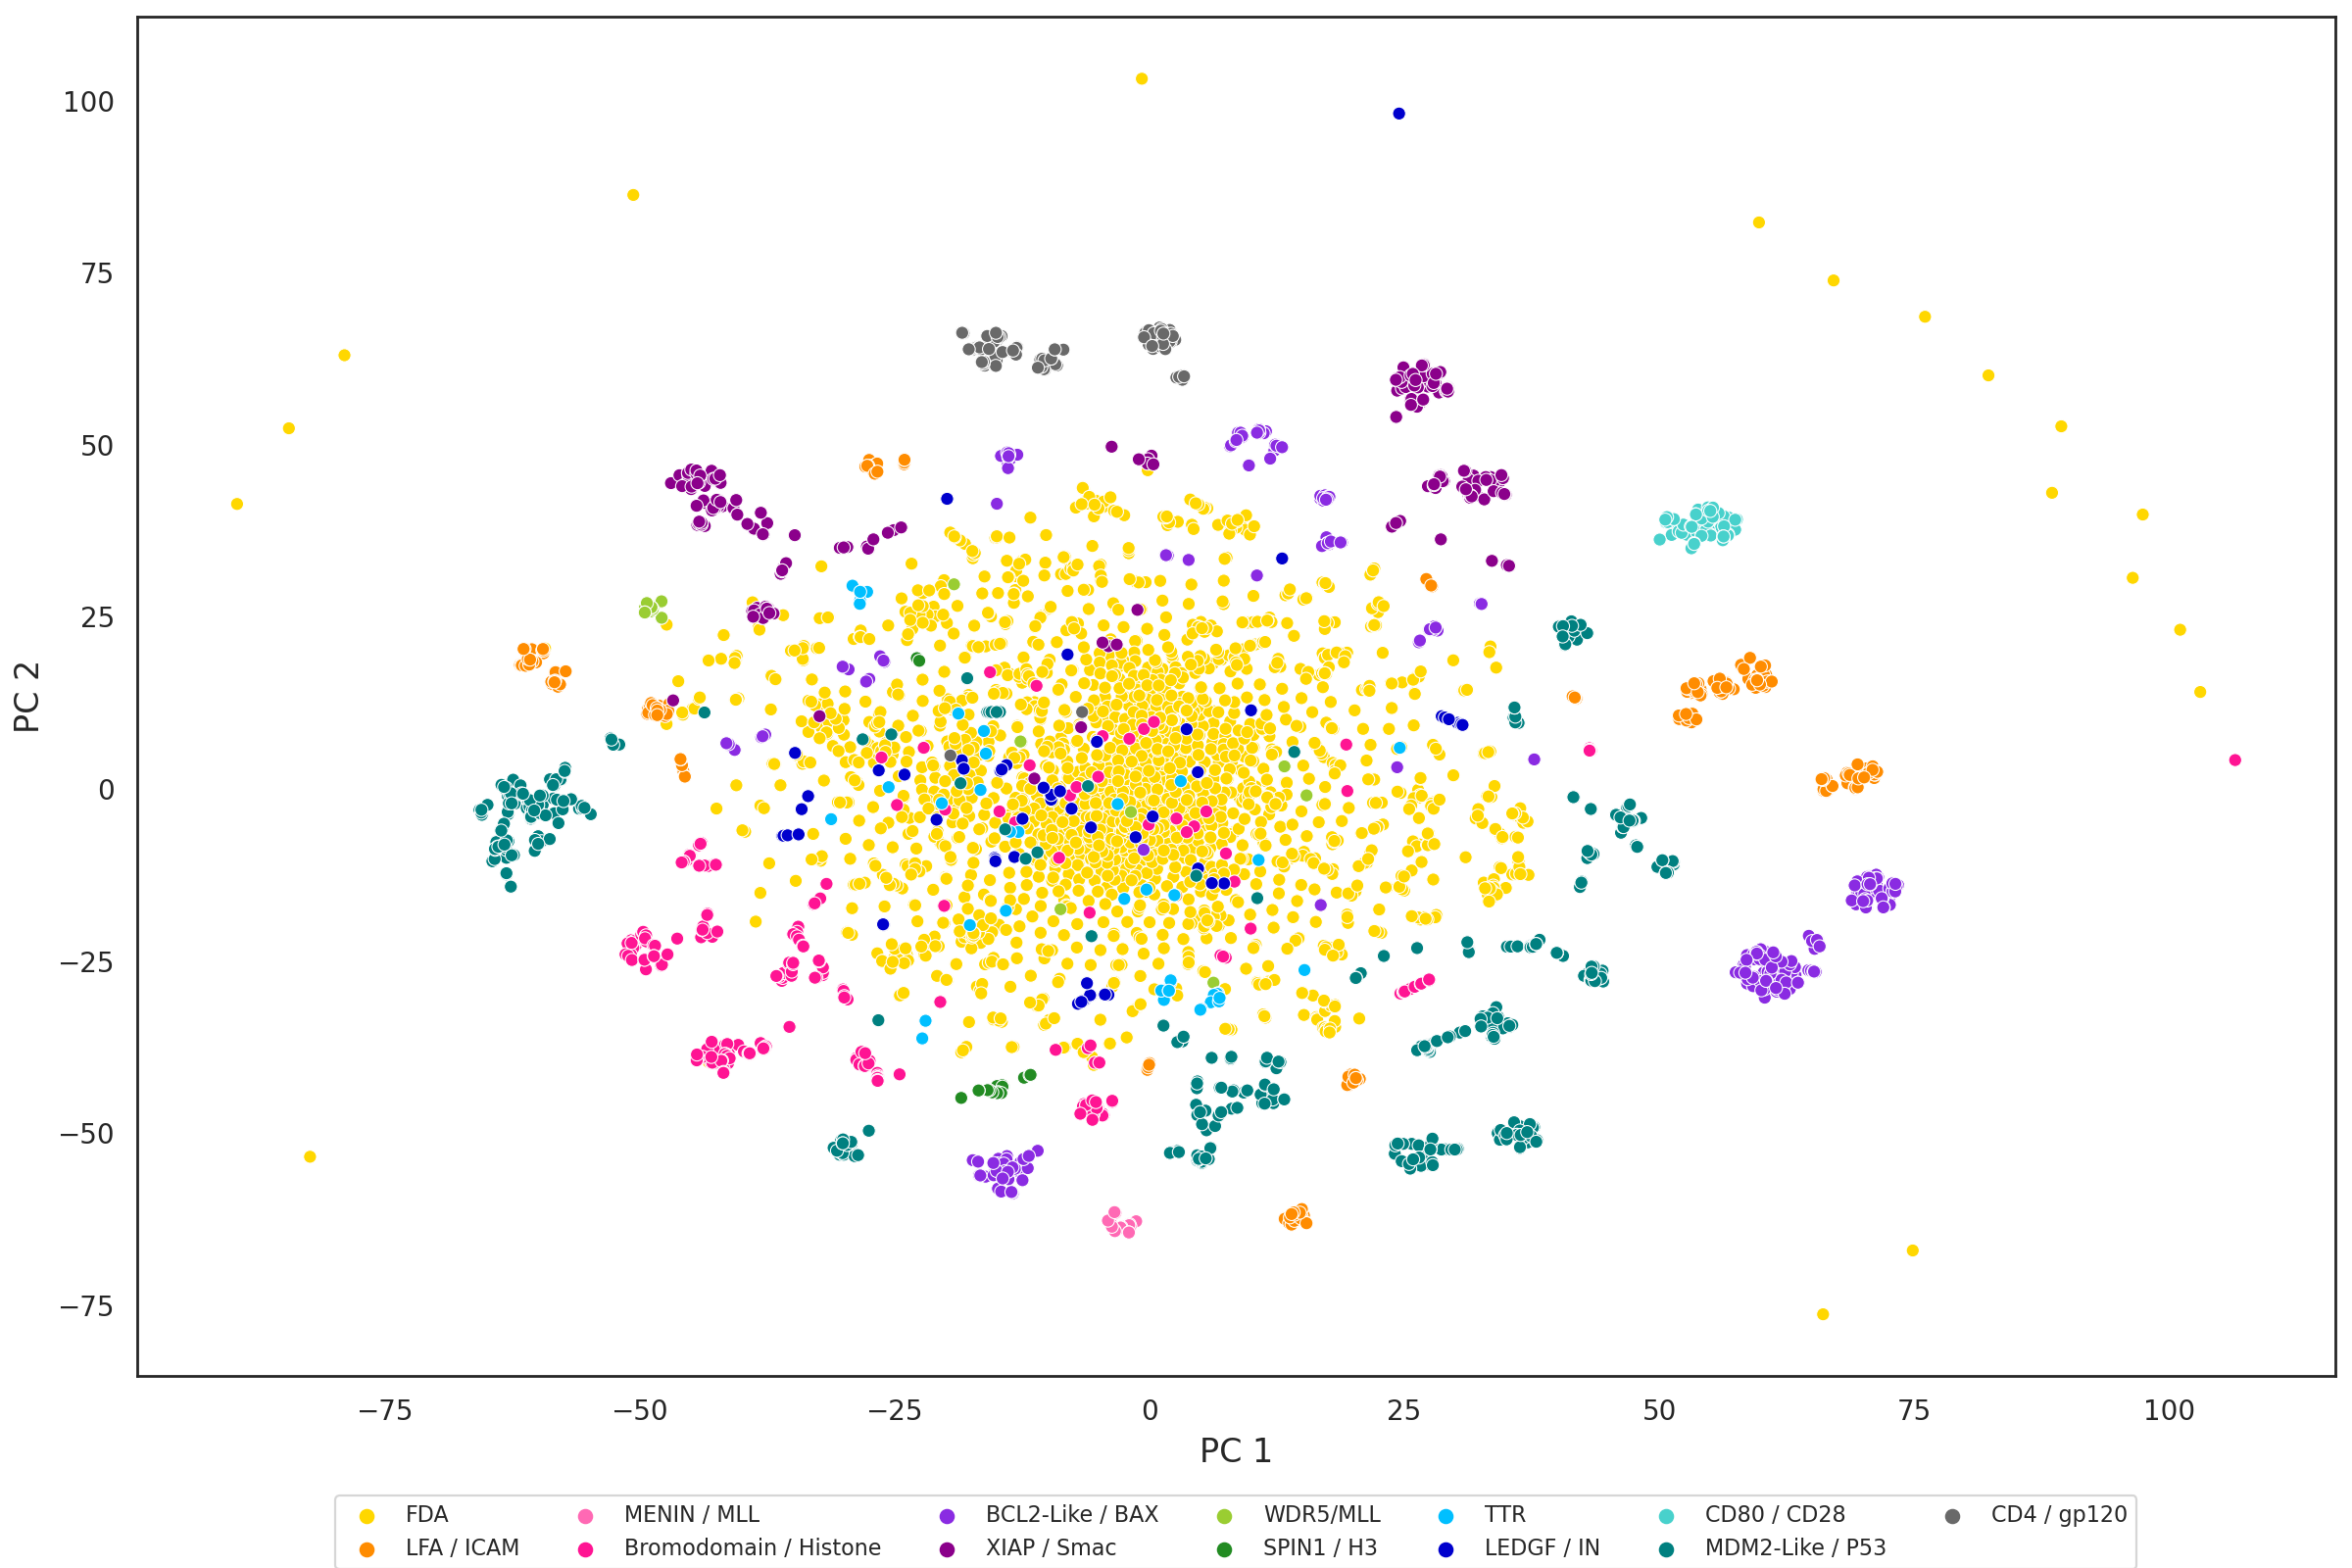 100
75
50
25
0
−25
−50
−75
PC 2
−75 −50 −25 0 25 50 75 100
PC 1
FDA MENIN / MLL BCL2-Like / BAX WDR5/MLL TTR CD80 / CD28 CD4 / gp120
LFA / ICAM Bromodomain / Histone XIAP / Smac SPIN1 / H3 LEDGF / IN MDM2-Like / P53